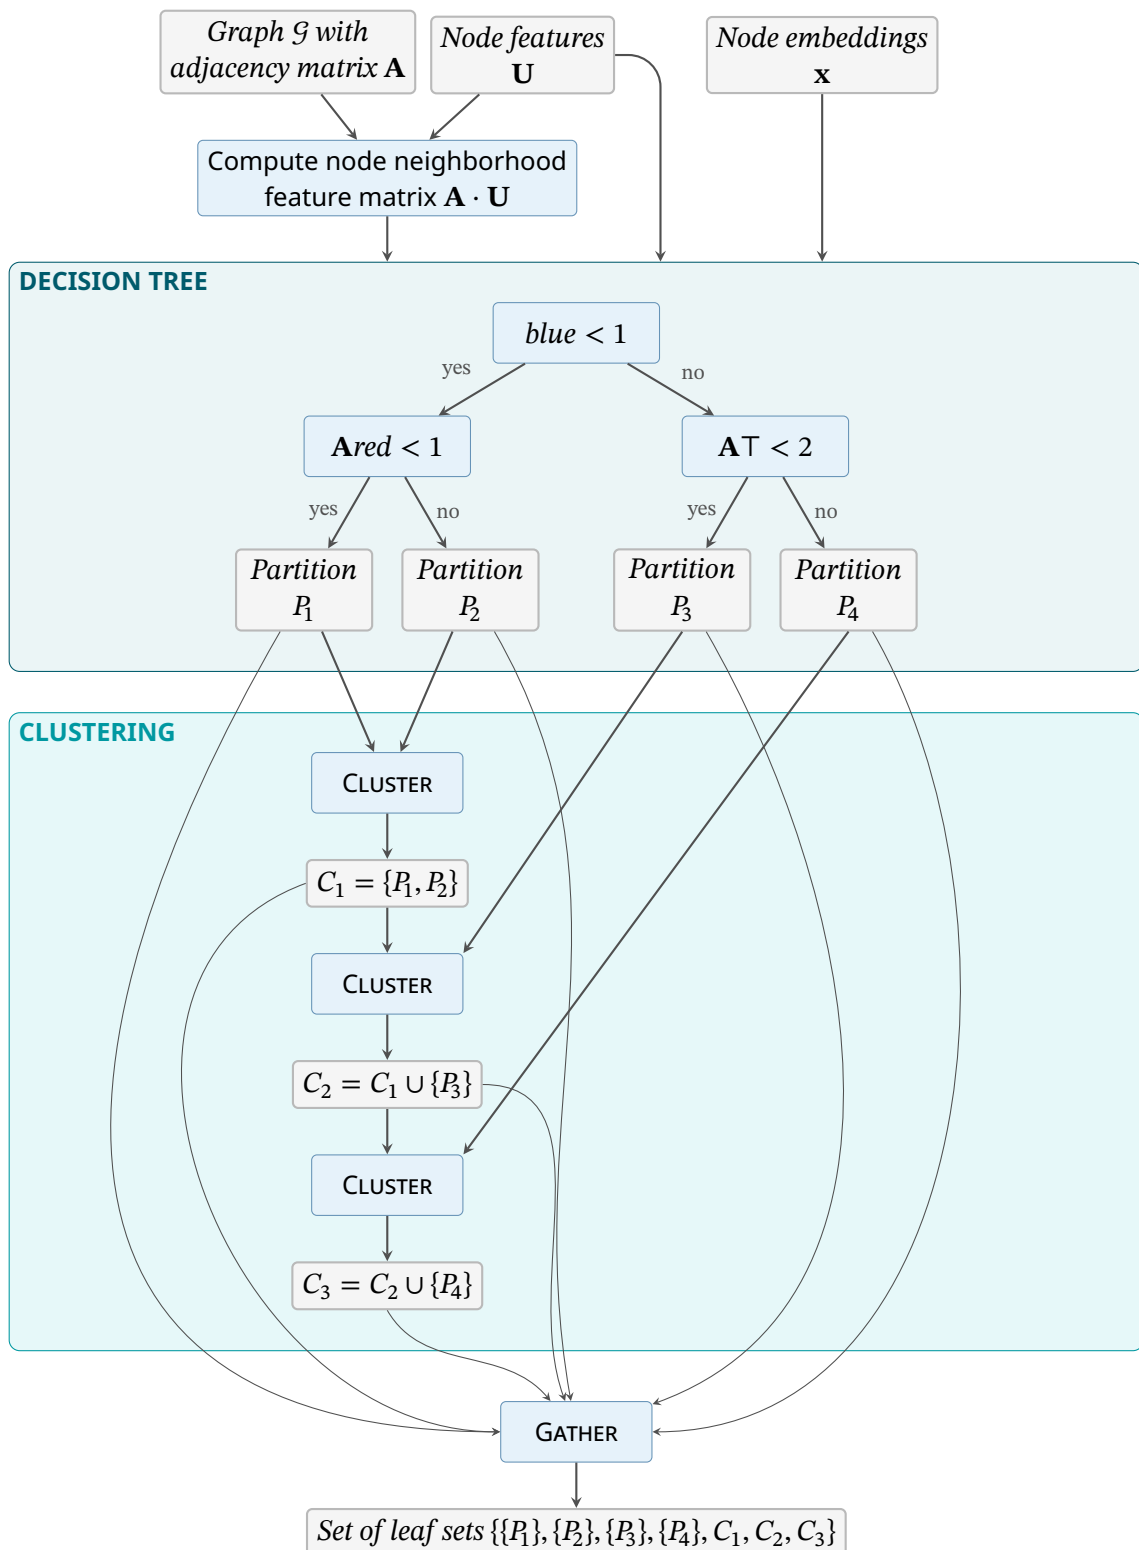 Graph 𝒢 with
adjacency matrix A
Node features
U
Node embeddings
x
Compute node neighborhood
feature matrix A · U
DECISION TREE
blue < 1
yes
no
Ared < 1
A⊤ < 2
yes
no
yes
no
Partition
P₁
Partition
P₂
Partition
P₃
Partition
P₄
CLUSTERING
CLUSTER
C₁ = {P₁, P₂}
CLUSTER
C₂ = C₁ ∪ {P₃}
CLUSTER
C₃ = C₂ ∪ {P₄}
GATHER
Set of leaf sets {{P₁}, {P₂}, {P₃}, {P₄}, C₁, C₂, C₃}